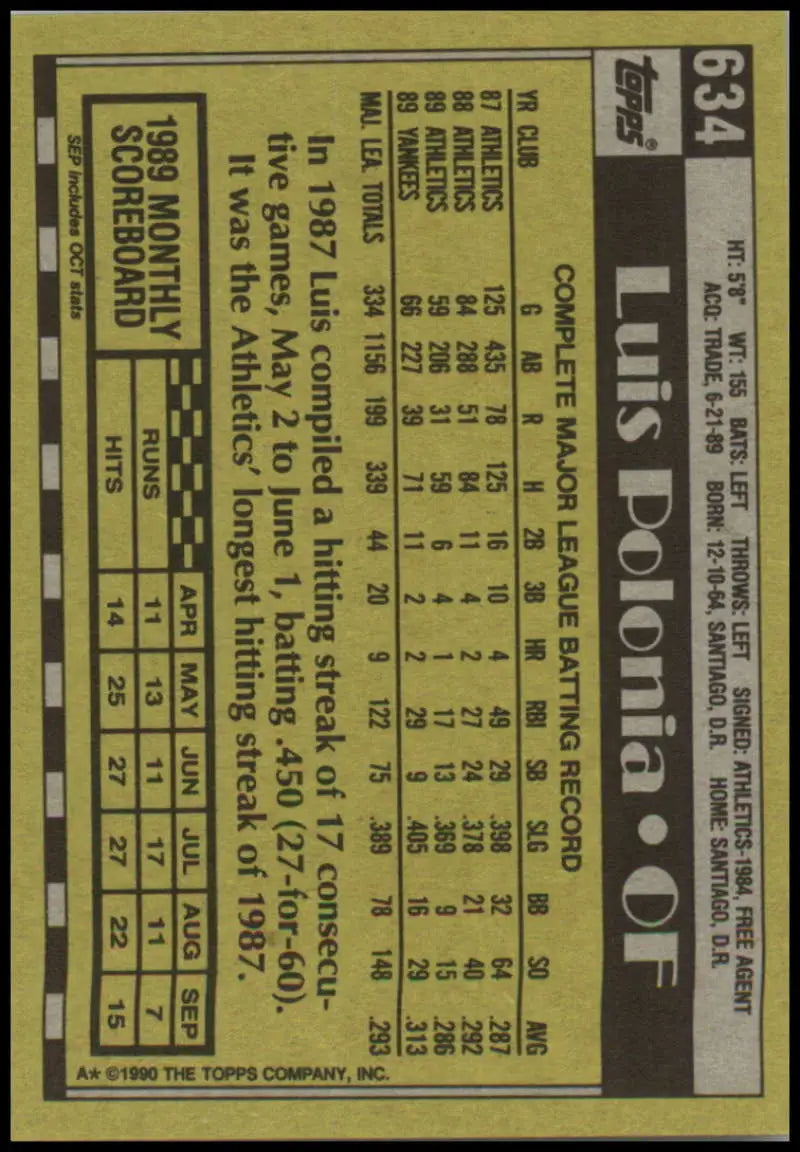 634
HT: 5'8" WT: 155 BATS: LEFT THROWS: LEFT SIGNED: ATHLETICS-1984, FREE AGENT
ACQ: TRADE, 6-21-89 BORN: 12-10-64, SANTIAGO, D.R. HOME: SANTIAGO, D.R.
TOPPS®
Luis Polonia • OF
COMPLETE MAJOR LEAGUE BATTING RECORD
YR CLUB G AB R H 2B 3B HR RBI SB SLG BB SO AVG
87 ATHLETICS 125 435 78 125 16 10 4 49 29 .398 32 64 .287
88 ATHLETICS 84 288 51 84 11 4 2 27 24 .378 21 40 .292
89 ATHLETICS 59 206 31 59 6 4 1 17 13 .369 9 15 .286
89 YANKEES 66 227 39 71 11 2 2 29 9 .405 16 29 .313
MAJ. LEA. TOTALS 334 1156 199 339 44 20 9 122 75 .389 78 148 .293
In 1987 Luis compiled a hitting streak of 17 consecu-
tive games, May 2 to June 1, batting .450 (27-for-60).
It was the Athletics' longest hitting streak of 1987.
1989 MONTHLY
SCOREBOARD
APR MAY JUN JUL AUG SEP
RUNS 11 13 11 17 11 7
HITS 14 25 27 27 22 15
SEP includes OCT stats
A* ©1990 THE TOPPS COMPANY, INC.